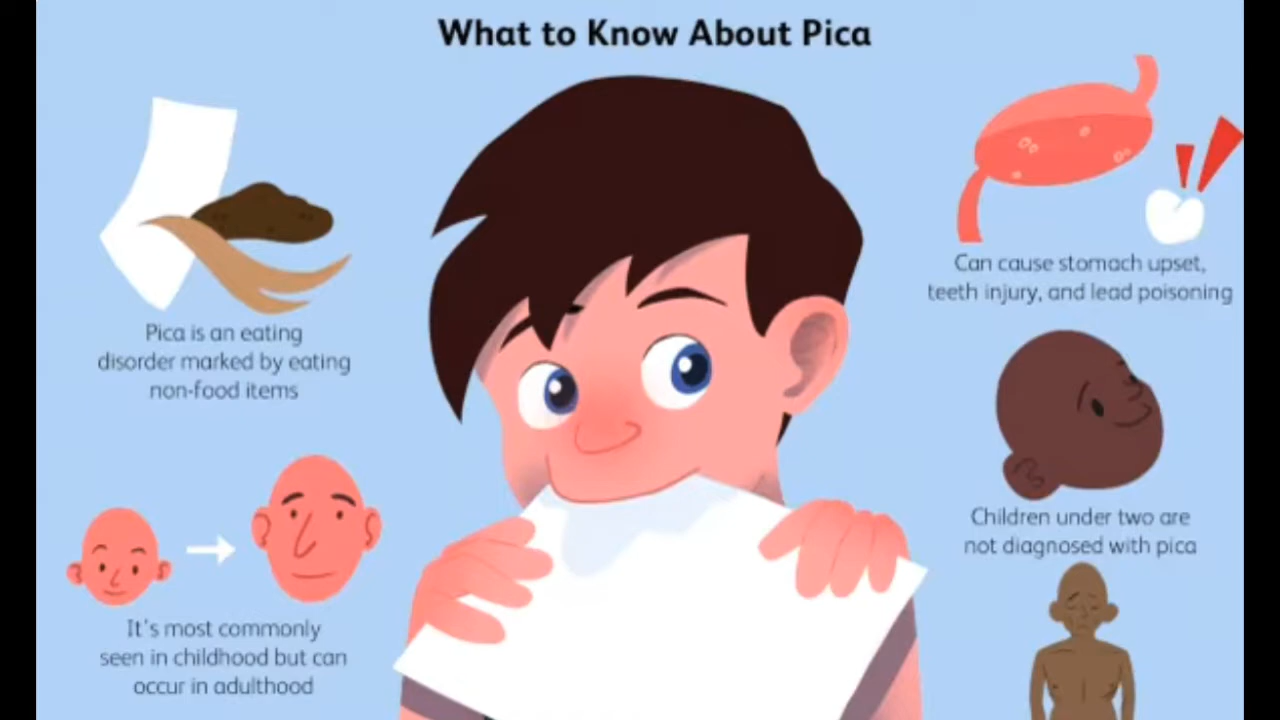 What to Know About Pica
Pica is an eating
disorder marked by eating
non-food items
It's most commonly
seen in childhood but can
occur in adulthood
Can cause stomach upset,
teeth injury, and lead poisoning
Children under two are
not diagnosed with pica